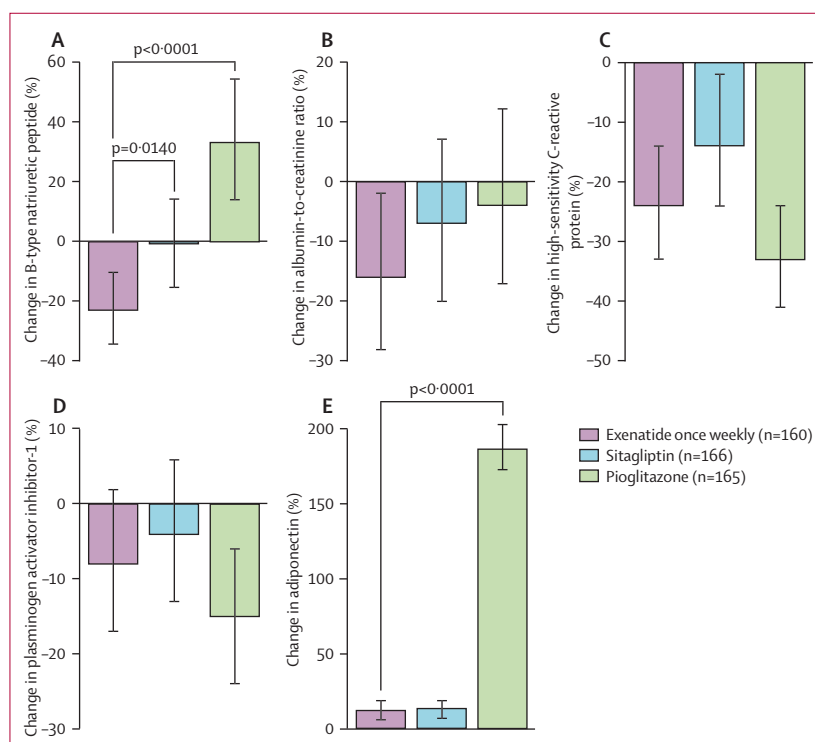 A
p<0·0001
p=0·0140
60
40
20
0
–20
–40
Change in B-type natriuretic peptide (%)
B
20
10
0
–10
–20
–30
Change in albumin-to-creatinine ratio (%)
C
0
–10
–20
–30
–40
–50
Change in high-sensitivity C-reactive
protein (%)
D
10
0
–10
–20
–30
Change in plasminogen activator inhibitor-1 (%)
E
p<0·0001
200
150
100
50
0
Change in adiponectin (%)
Exenatide once weekly (n=160)
Sitagliptin (n=166)
Pioglitazone (n=165)